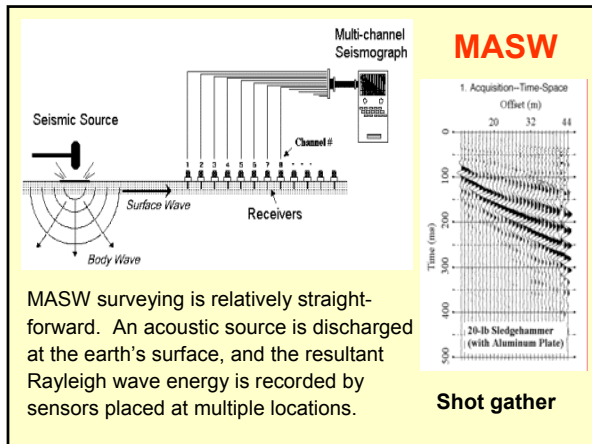 Multi-channel
Seismograph
Seismic Source
Channel #
1 2 3 4 5 6 7 8 - - -
Surface Wave
Receivers
Body Wave
MASW surveying is relatively straight-
forward. An acoustic source is discharged
at the earth's surface, and the resultant
Rayleigh wave energy is recorded by
sensors placed at multiple locations.
MASW
1. Acquisition--Time-Space
Offset (m)
20 32 44
0
100
200
300
400
500
Time (ms)
20-lb Sledgehammer
(with Aluminum Plate)
Shot gather